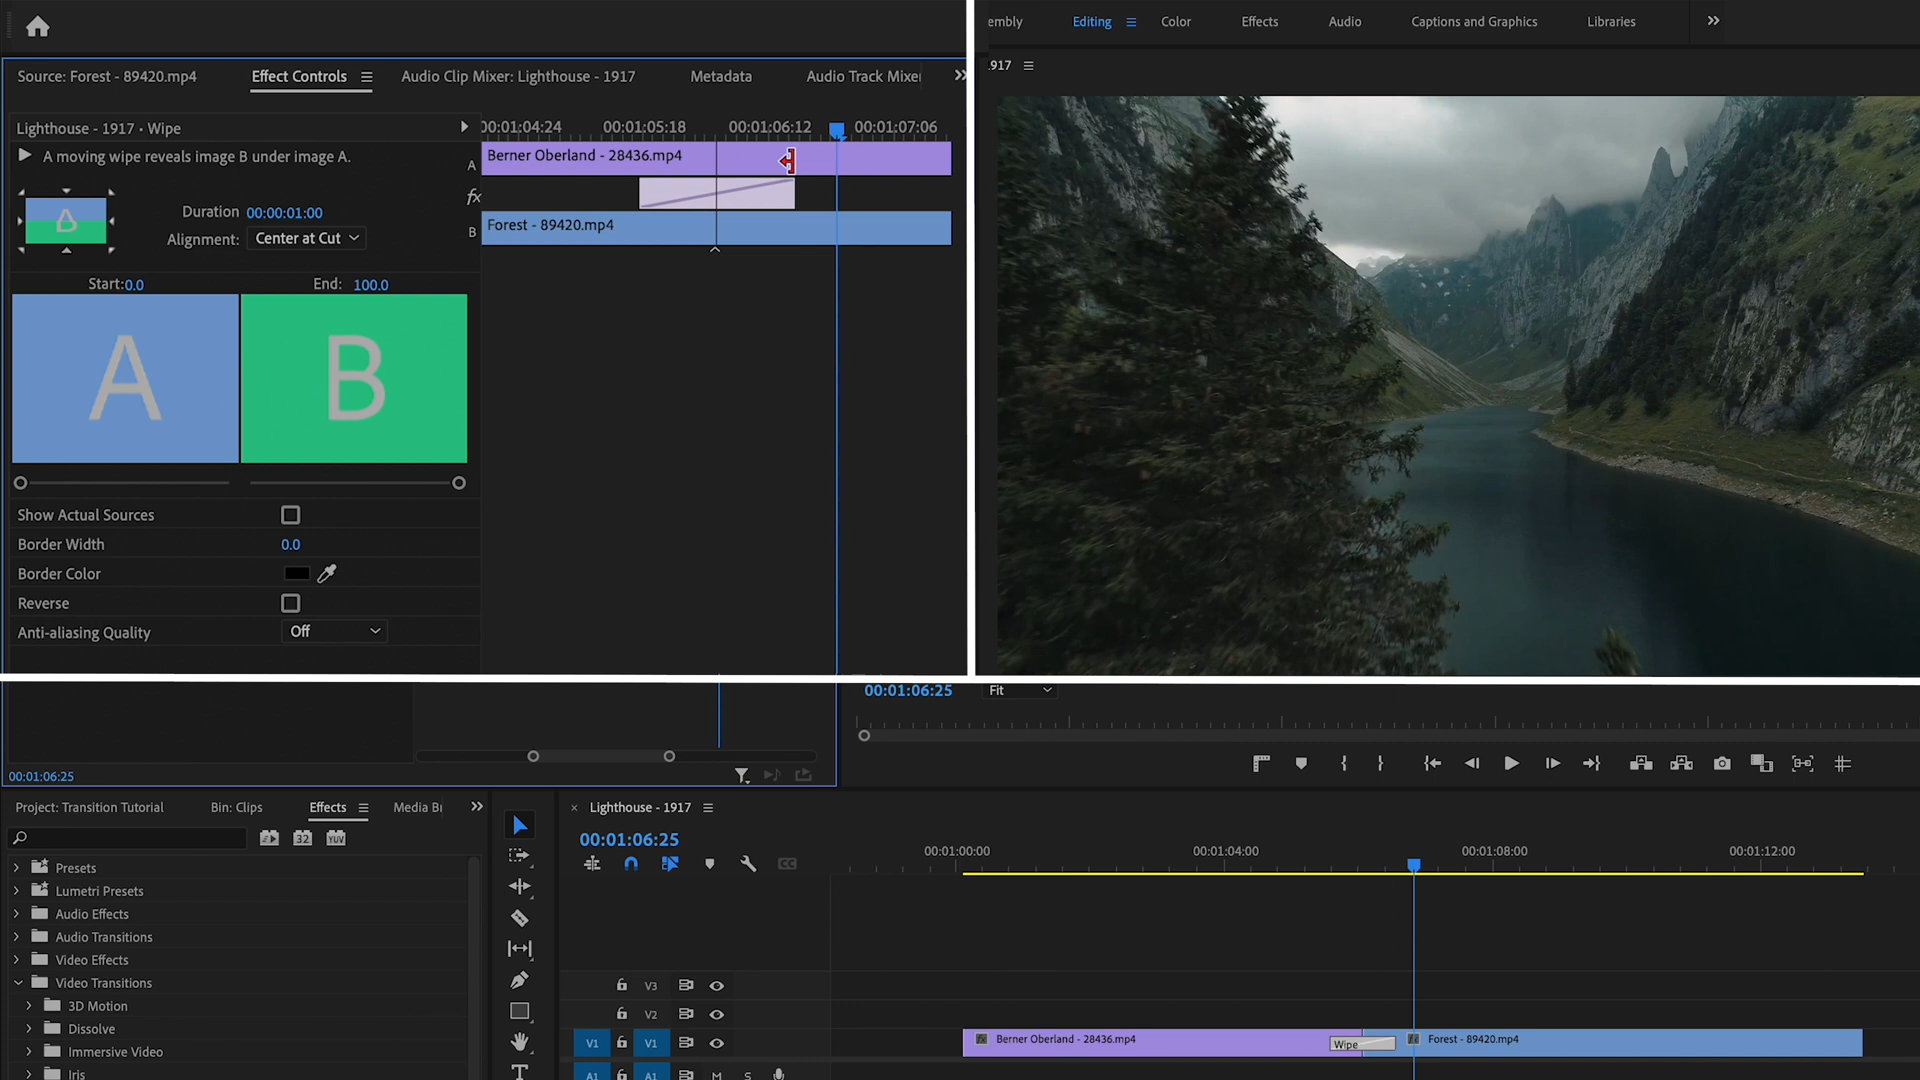 embly Editing Color Effects Audio Captions and Graphics Libraries
Source: Forest - 89420.mp4 Effect Controls Audio Clip Mixer: Lighthouse - 1917 Metadata Audio Track Mixe
917
Lighthouse - 1917 · Wipe
00:01:04:24 00:01:05:18 00:01:06:12 00:01:07:06
A moving wipe reveals image B under image A.
A Berner Oberland - 28436.mp4
fx
B Forest - 89420.mp4
A
Duration 00:00:01:00
Alignment: Center at Cut
Start: 0.0 End: 100.0
A B
Show Actual Sources
Border Width 0.0
Border Color
Reverse
Anti-aliasing Quality Off
00:01:06:25
00:01:06:25 Fit
Project: Transition Tutorial Bin: Clips Effects Media Br
32 YUV
Presets
Lumetri Presets
Audio Effects
Audio Transitions
Video Effects
Video Transitions
3D Motion
Dissolve
Immersive Video
Iris
T
× Lighthouse - 1917
00:01:06:25
CC
00:01:00:00 00:01:04:00 00:01:08:00 00:01:12:00
V3
V2
V1 V1 fx Berner Oberland - 28436.mp4 Wipe fx Forest - 89420.mp4
A1 A1 M S